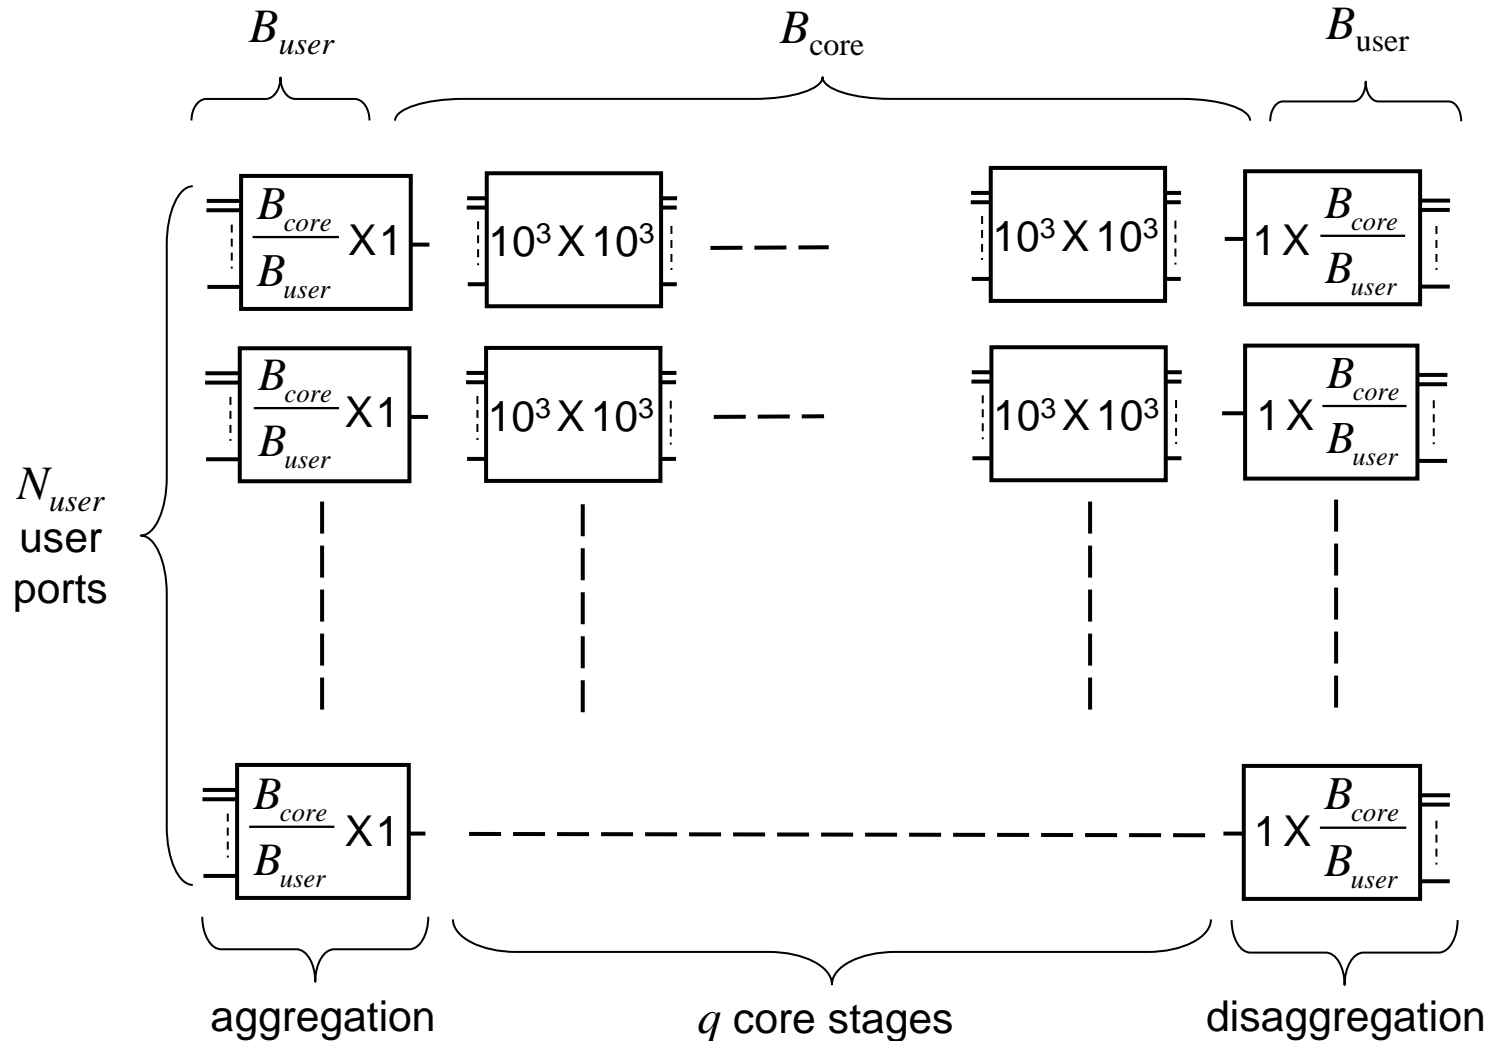 B_user B_core B_user
B_core/B_user X1 10³ X 10³ 10³ X 10³ 1 X B_core/B_user
B_core/B_user X1 10³ X 10³ 10³ X 10³ 1 X B_core/B_user
N_user
user
ports
B_core/B_user X1 1 X B_core/B_user
aggregation q core stages disaggregation